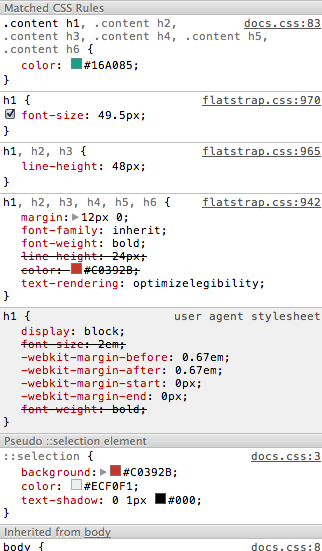 Matched CSS Rules
.content h1, .content h2, docs.css:83
.content h3, .content h4, .content h5,
.content h6 {
color: #16A085;
}
h1 { flatstrap.css:970
font-size: 49.5px;
}
h1, h2, h3 { flatstrap.css:965
line-height: 48px;
}
h1, h2, h3, h4, h5, h6 { flatstrap.css:942
margin: 12px 0;
font-family: inherit;
font-weight: bold;
line-height: 24px;
color: #C0392B;
text-rendering: optimizelegibility;
}
h1 { user agent stylesheet
display: block;
font-size: 2em;
-webkit-margin-before: 0.67em;
-webkit-margin-after: 0.67em;
-webkit-margin-start: 0px;
-webkit-margin-end: 0px;
font-weight: bold;
}
Pseudo ::selection element
::selection { docs.css:3
background: #C0392B;
color: #ECF0F1;
text-shadow: 0 1px #000;
}
Inherited from body
body { docs.css:8